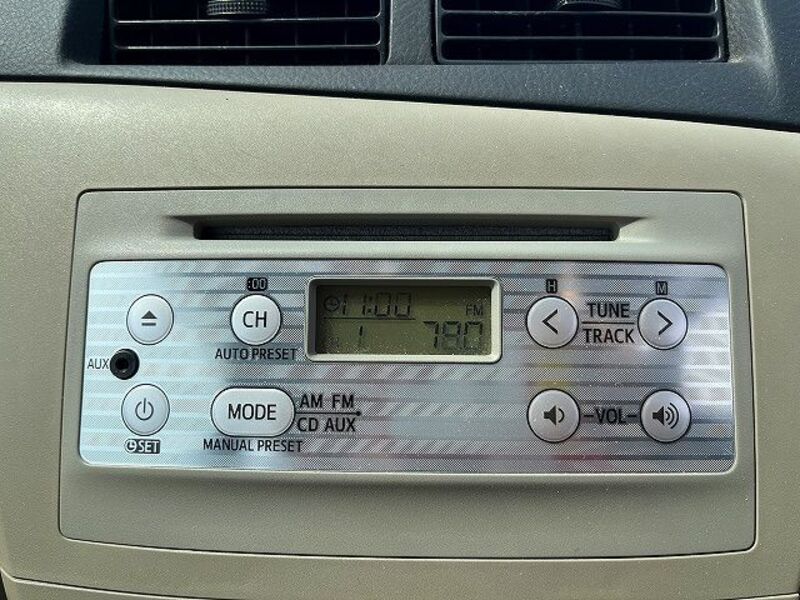 :00
H
M
CH
AUTO PRESET
11:00
FM
1 780
TUNE
TRACK
AUX
MODE
AM FM
CD AUX
MANUAL PRESET
SET
-VOL-